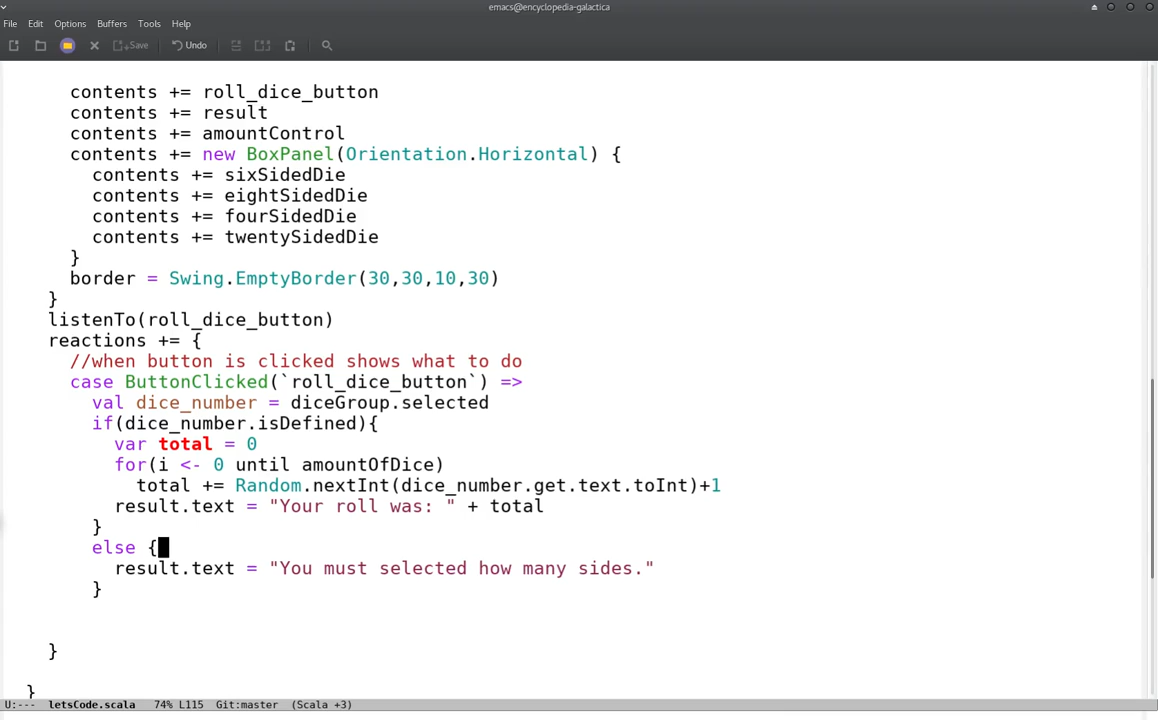 emacs@encyclopedia-galactica
File Edit Options Buffers Tools Help
Save Undo
contents += roll_dice_button
contents += result
contents += amountControl
contents += new BoxPanel(Orientation.Horizontal) {
contents += sixSidedDie
contents += eightSidedDie
contents += fourSidedDie
contents += twentySidedDie
}
border = Swing.EmptyBorder(30,30,10,30)
}
listenTo(roll_dice_button)
reactions += {
//when button is clicked shows what to do
case ButtonClicked(`roll_dice_button`) =>
val dice_number = diceGroup.selected
if(dice_number.isDefined){
var total = 0
for(i <- 0 until amountOfDice)
total += Random.nextInt(dice_number.get.text.toInt)+1
result.text = "Your roll was: " + total
}
else {
result.text = "You must selected how many sides."
}
}
}
U:--- letsCode.scala 74% L115 Git:master (Scala +3)